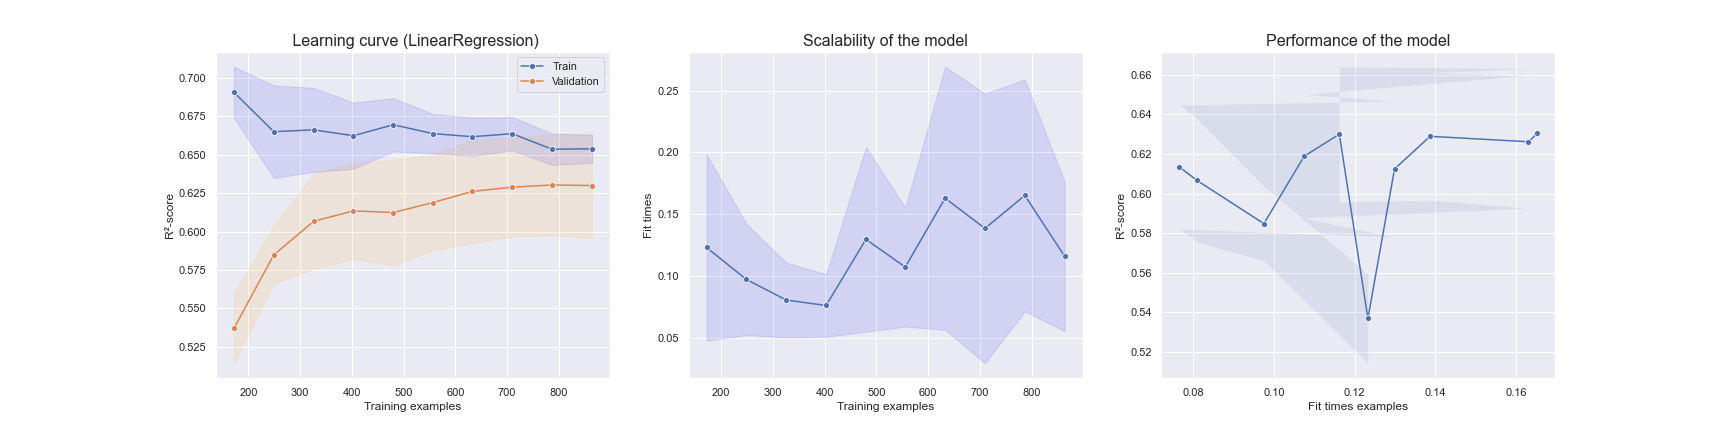 Learning curve (LinearRegression)
Train
Validation
R²-score
0.700
0.675
0.650
0.625
0.600
0.575
0.550
0.525
200 300 400 500 600 700 800
Training examples
Scalability of the model
Fit times
0.25
0.20
0.15
0.10
0.05
200 300 400 500 600 700 800
Training examples
Performance of the model
R²-score
0.66
0.64
0.62
0.60
0.58
0.56
0.54
0.52
0.08 0.10 0.12 0.14 0.16
Fit times examples